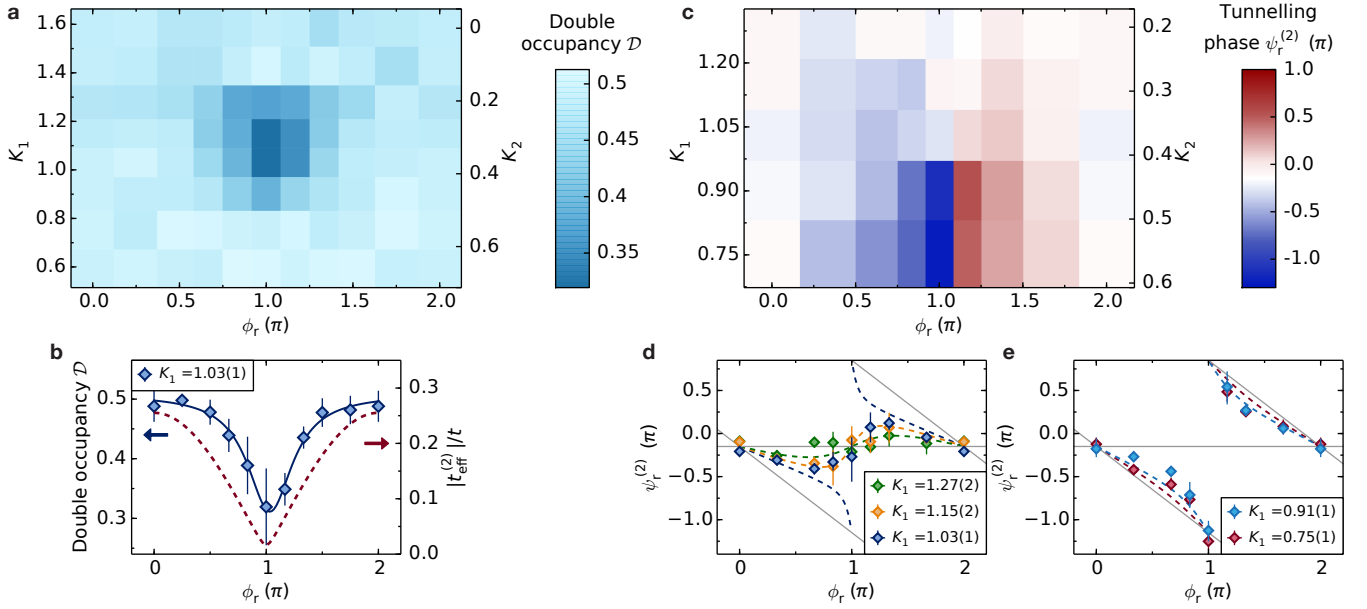 a
K₁
1.6
1.4
1.2
1.0
0.8
0.6
0
0.2
0.4
0.6
K₂
0.0 0.5 1.0 1.5 2.0
ϕᵣ (π)
Double
occupancy 𝒟
0.5
0.45
0.4
0.35
c
K₁
1.20
1.05
0.90
0.75
0.2
0.3
0.4
0.5
0.6
K₂
0.0 0.5 1.0 1.5 2.0
ϕᵣ (π)
Tunnelling
phase ψᵣ⁽²⁾ (π)
1.0
0.5
0.0
-0.5
-1.0
b
Double occupancy 𝒟
K₁ =1.03(1)
0.5
0.4
0.3
0.3
0.2
0.1
0.0
|t_eff⁽²⁾|/t
0 1 2
ϕᵣ (π)
d
ψᵣ⁽²⁾ (π)
0.5
0.0
−0.5
−1.0
K₁ =1.27(2)
K₁ =1.15(2)
K₁ =1.03(1)
0 1 2
ϕᵣ (π)
e
ψᵣ⁽²⁾ (π)
0.5
0.0
−0.5
−1.0
K₁ =0.91(1)
K₁ =0.75(1)
0 1 2
ϕᵣ (π)